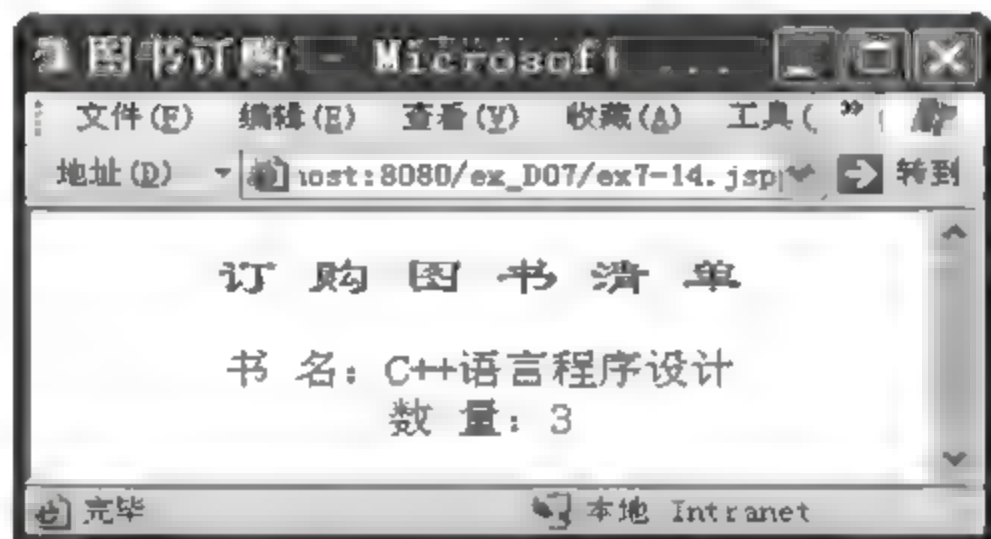 图书订购 - Microsoft ...
文件(F) 编辑(E) 查看(V) 收藏(A) 工具( »
地址(D) host:8080/ex_D07/ex7-14.jsp 转到
订 购 图 书 清 单
书 名: C++语言程序设计
数 量: 3
完毕 本地 Intranet